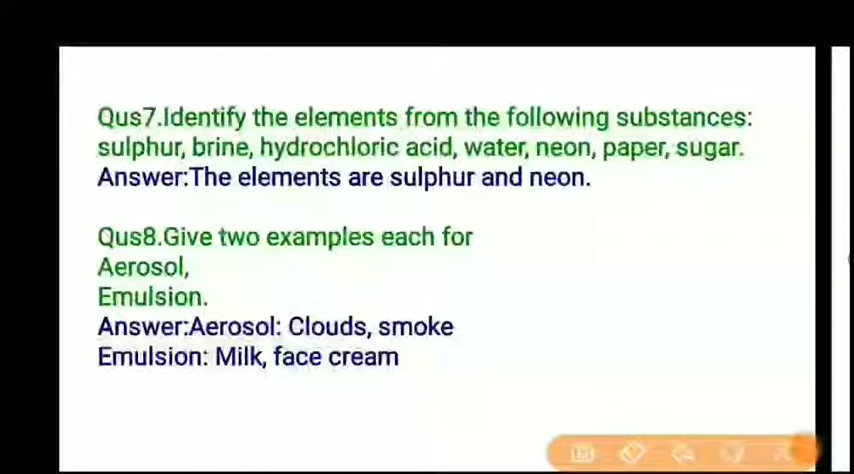 Qus7.Identify the elements from the following substances:
sulphur, brine, hydrochloric acid, water, neon, paper, sugar.
Answer:The elements are sulphur and neon.
Qus8.Give two examples each for
Aerosol,
Emulsion.
Answer:Aerosol: Clouds, smoke
Emulsion: Milk, face cream